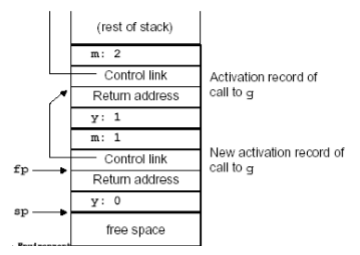 (rest of stack)
m: 2
Control link
Activation record of
call to g
Return address
y: 1
m: 1
Control link
New activation record of
call to g
fp
Return address
y: 0
sp
free space